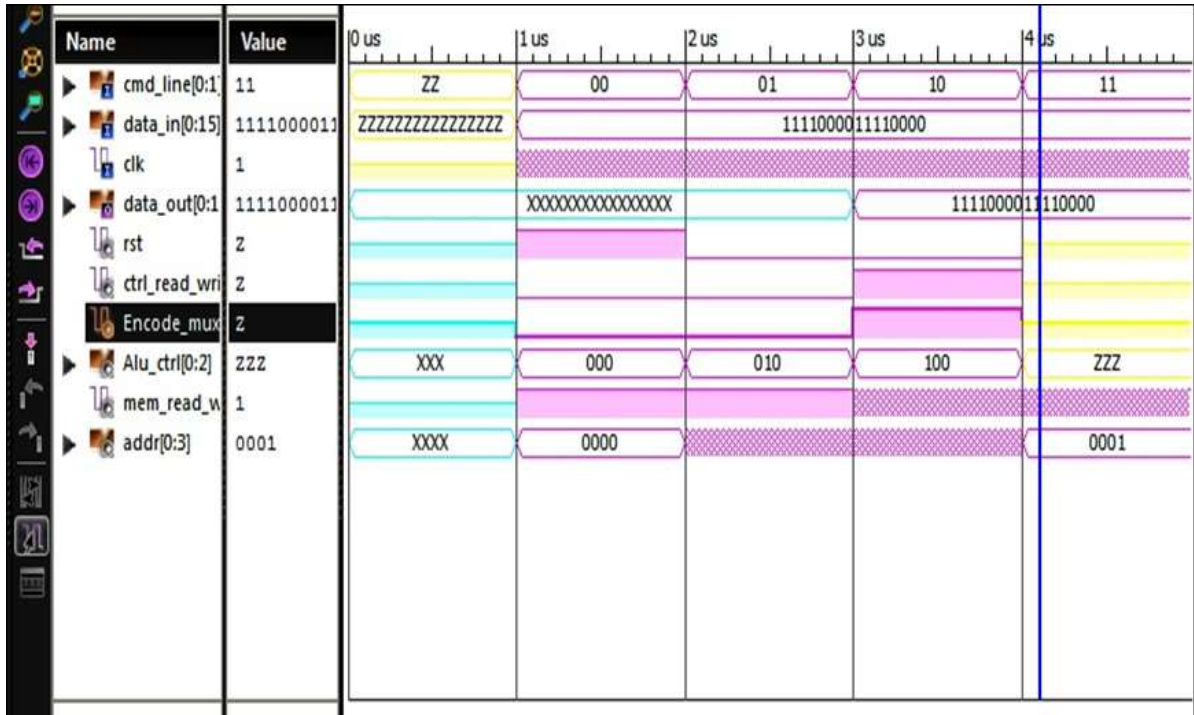 Name Value 0 us 1 us 2 us 3 us 4 us
cmd_line[0:1] 11 ZZ 00 01 10 11
data_in[0:15] 1111000011 ZZZZZZZZZZZZZZZZ 1111000011110000
clk 1
data_out[0:1 1111000011 XXXXXXXXXXXXXXXX 1111000011110000
rst Z
ctrl_read_wri Z
Encode_mux Z
Alu_ctrl[0:2] ZZZ XXX 000 010 100 ZZZ
mem_read_w 1
addr[0:3] 0001 XXXX 0000 0001